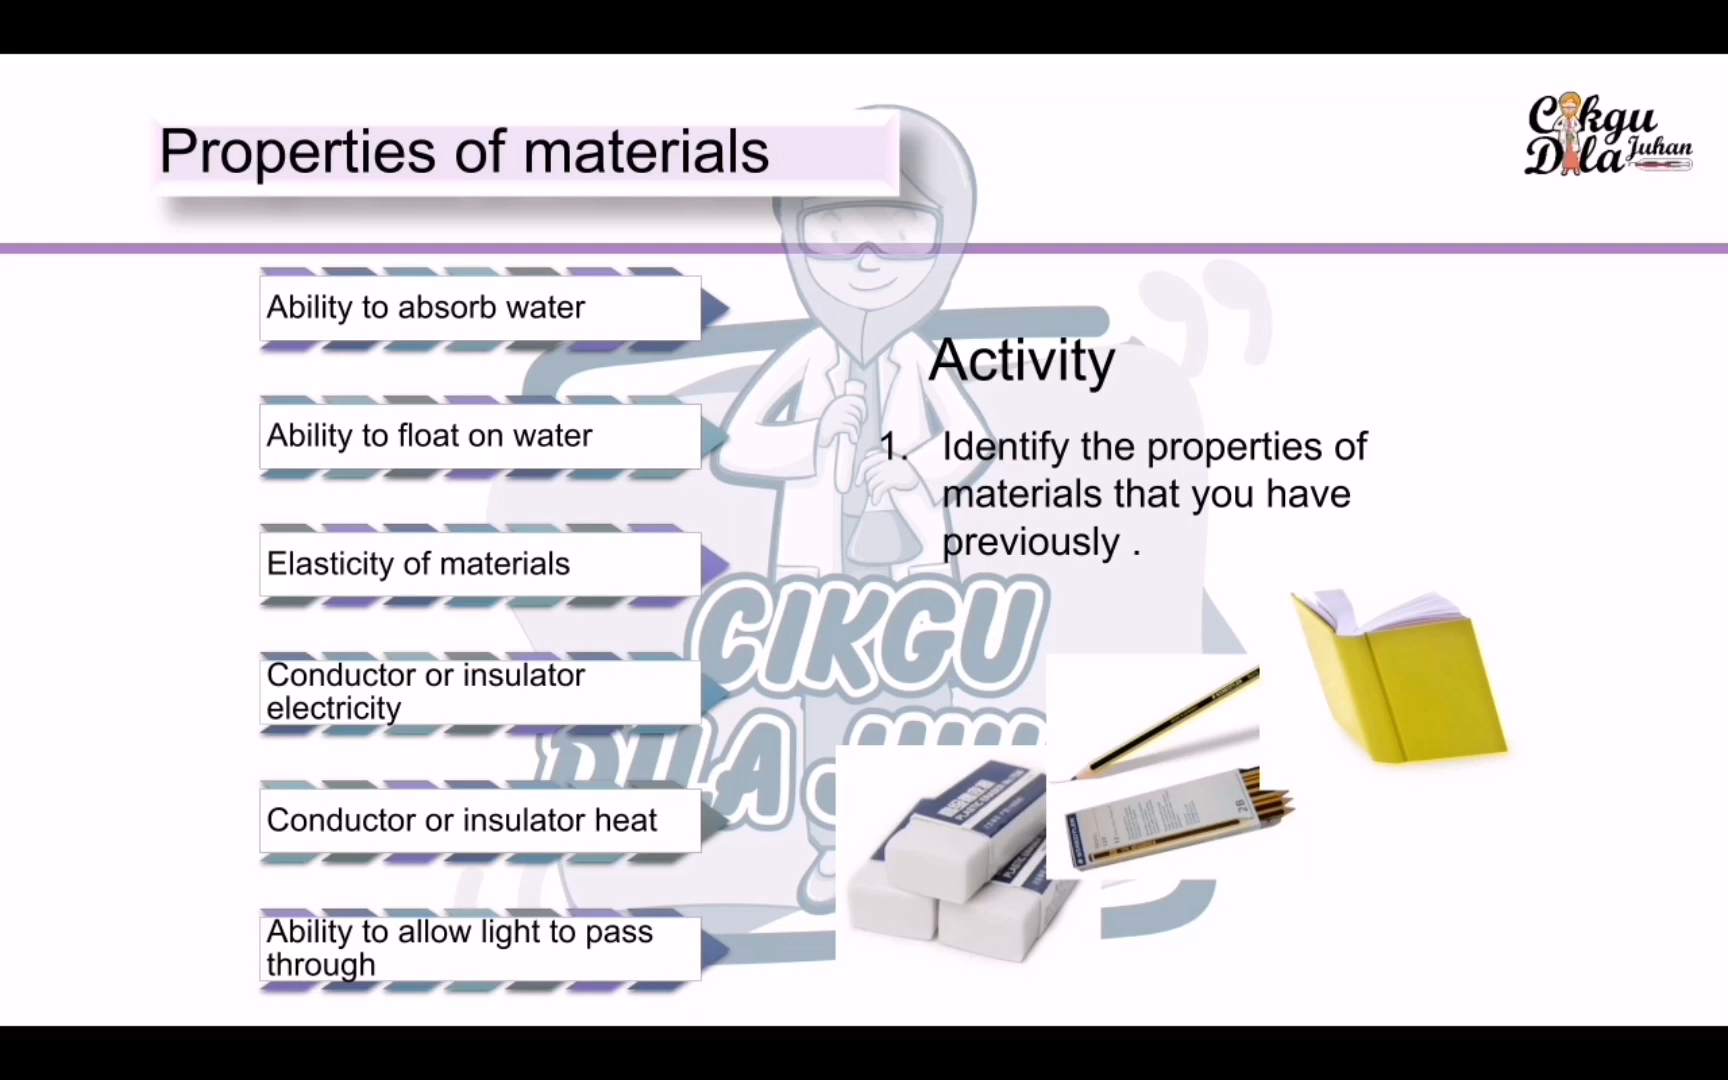 Properties of materials
Cikgu
Dila Juhan
Ability to absorb water
Ability to float on water
Elasticity of materials
Conductor or insulator
electricity
Conductor or insulator heat
Ability to allow light to pass
through
Activity
1. Identify the properties of
materials that you have
previously .
CIKGU
2B